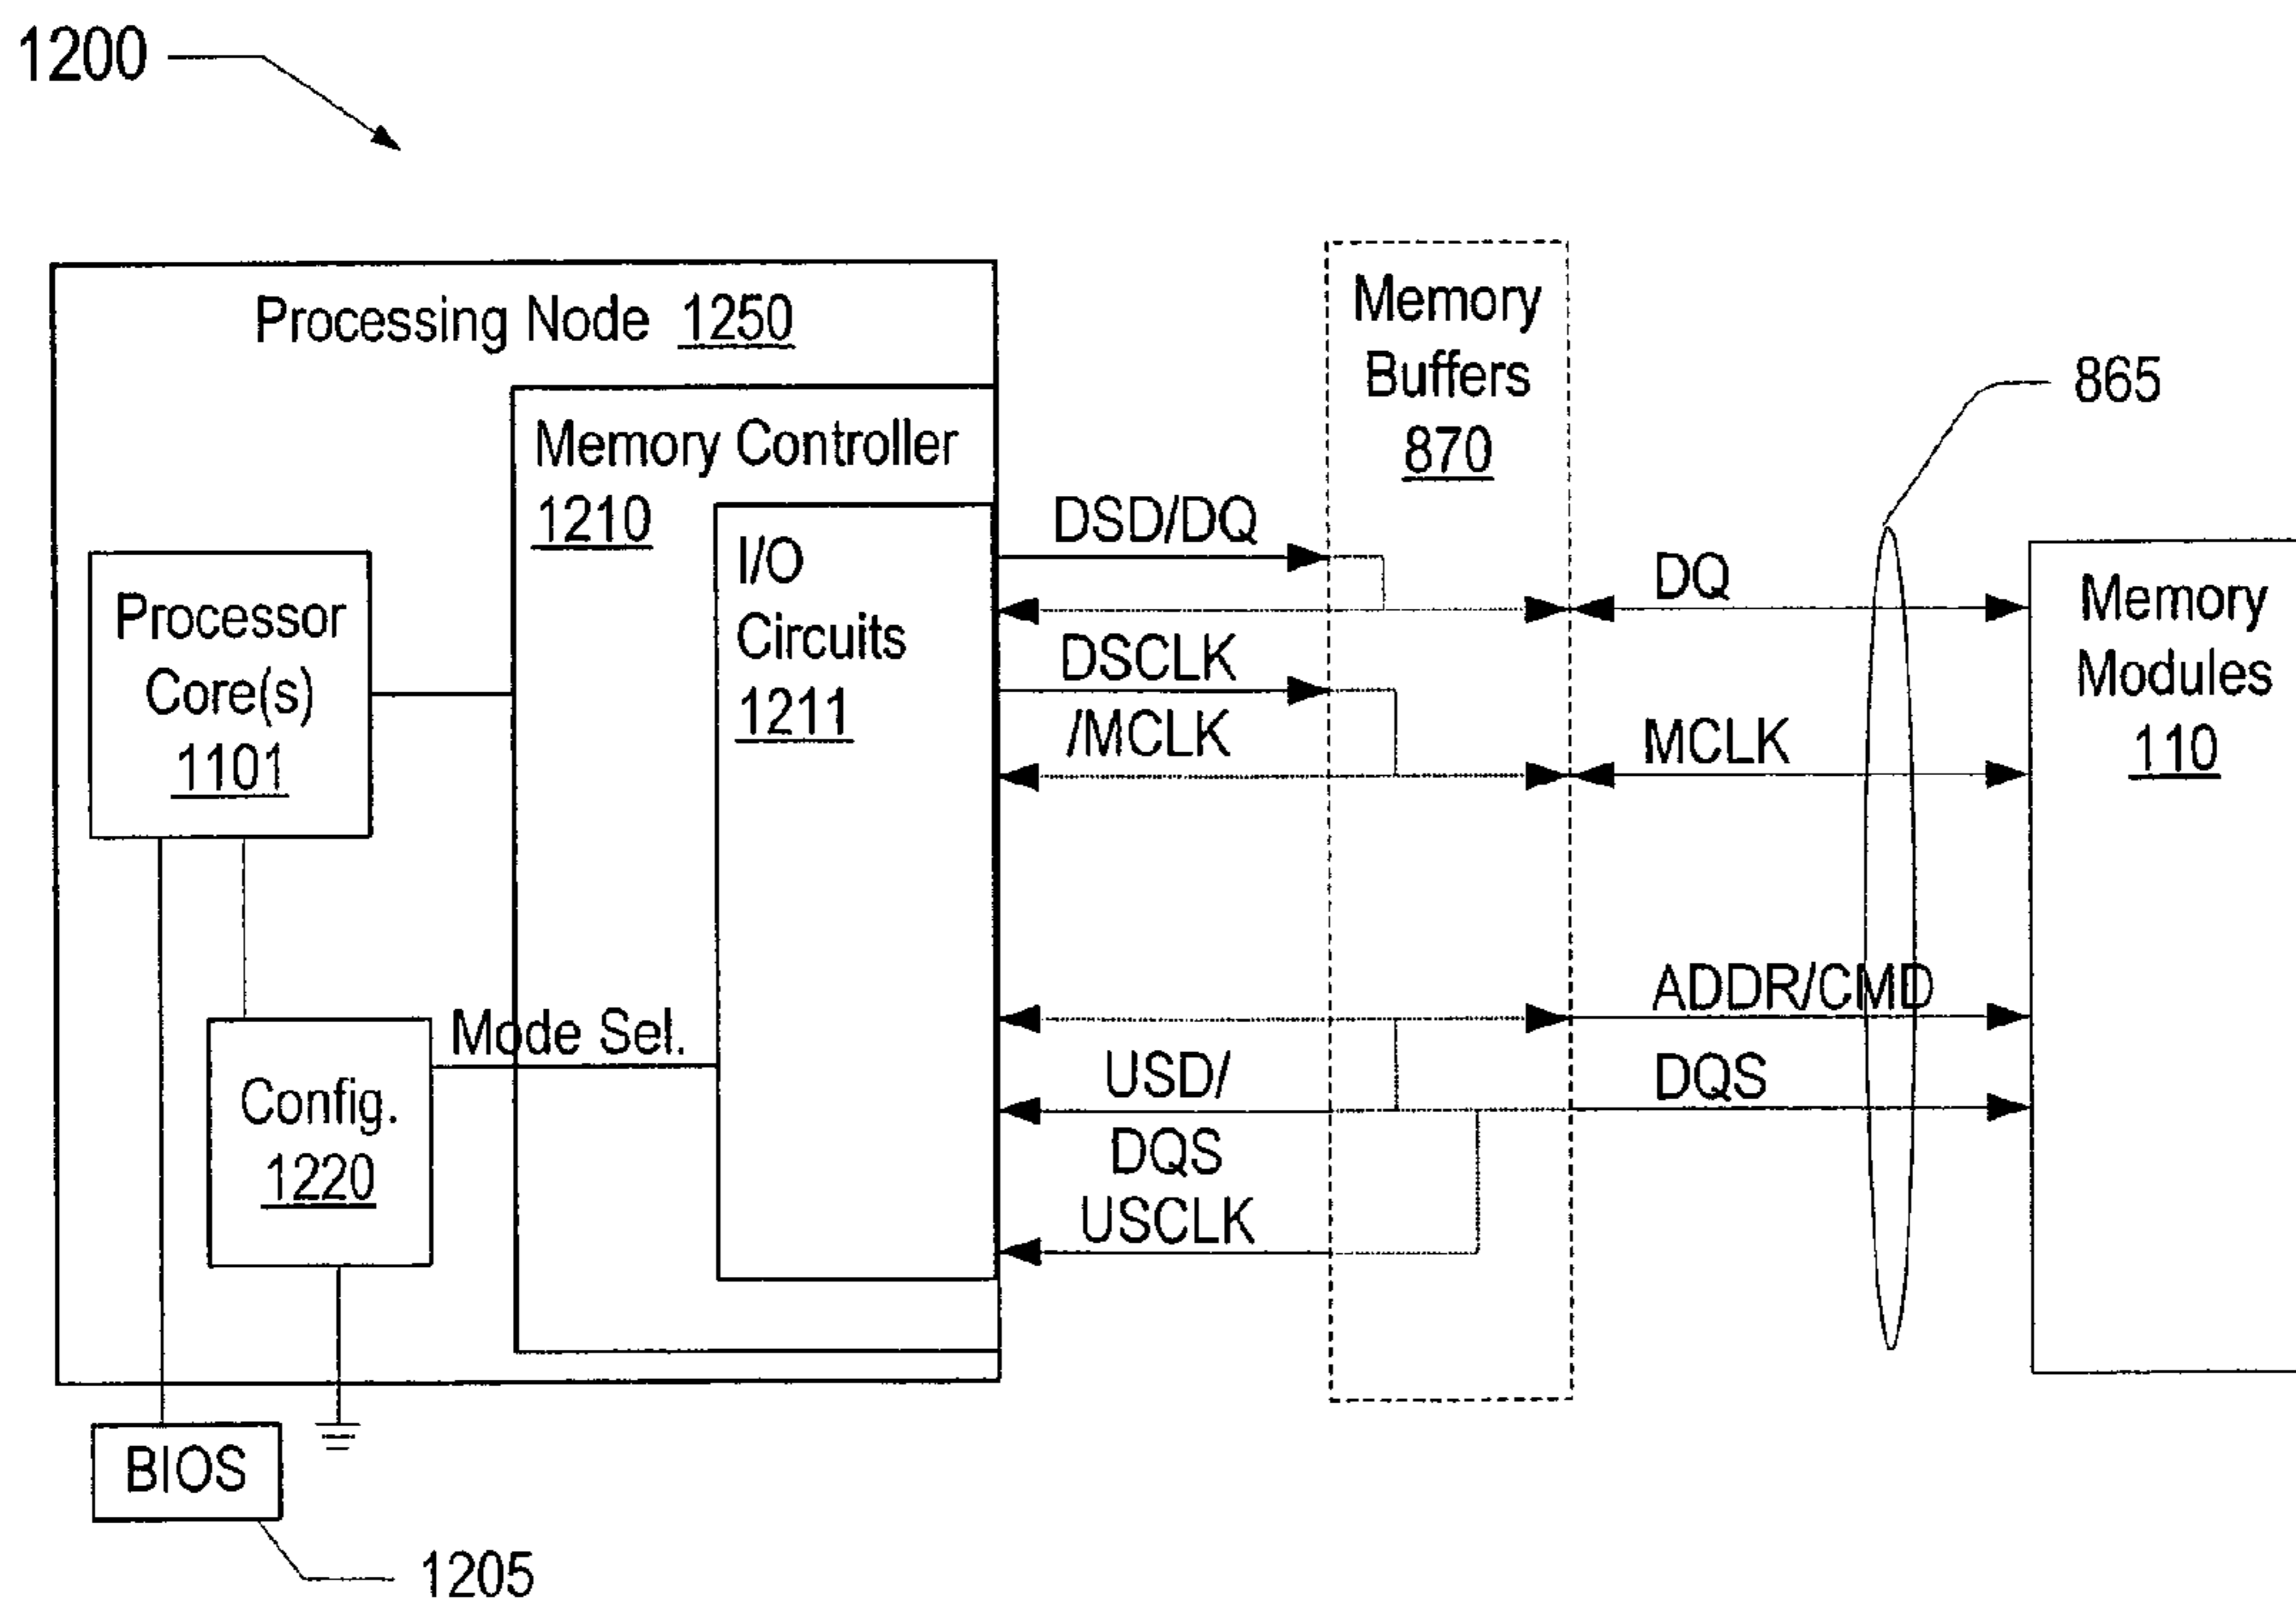 1200
Processing Node 1250
Memory Controller
1210
I/O
Circuits
1211
Processor
Core(s)
1101
Mode Sel.
Config.
1220
BIOS
1205
DSD/DQ
DSCLK
/MCLK
USD/
DQS
USCLK
Memory
Buffers
870
865
DQ
MCLK
ADDR/CMD
DQS
Memory
Modules
110